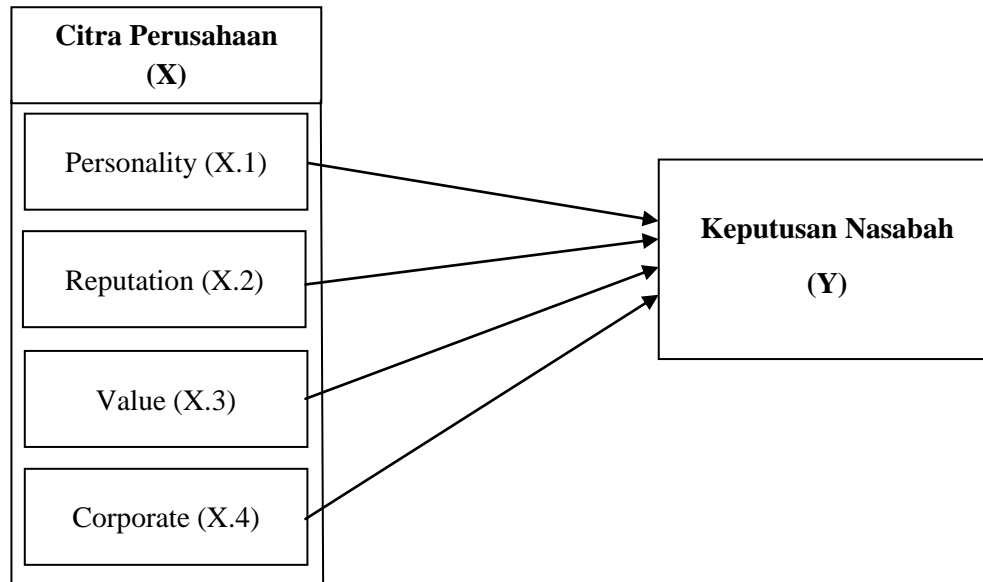 Citra Perusahaan
(X)
Personality (X.1)
Reputation (X.2)
Value (X.3)
Corporate (X.4)
Keputusan Nasabah
(Y)